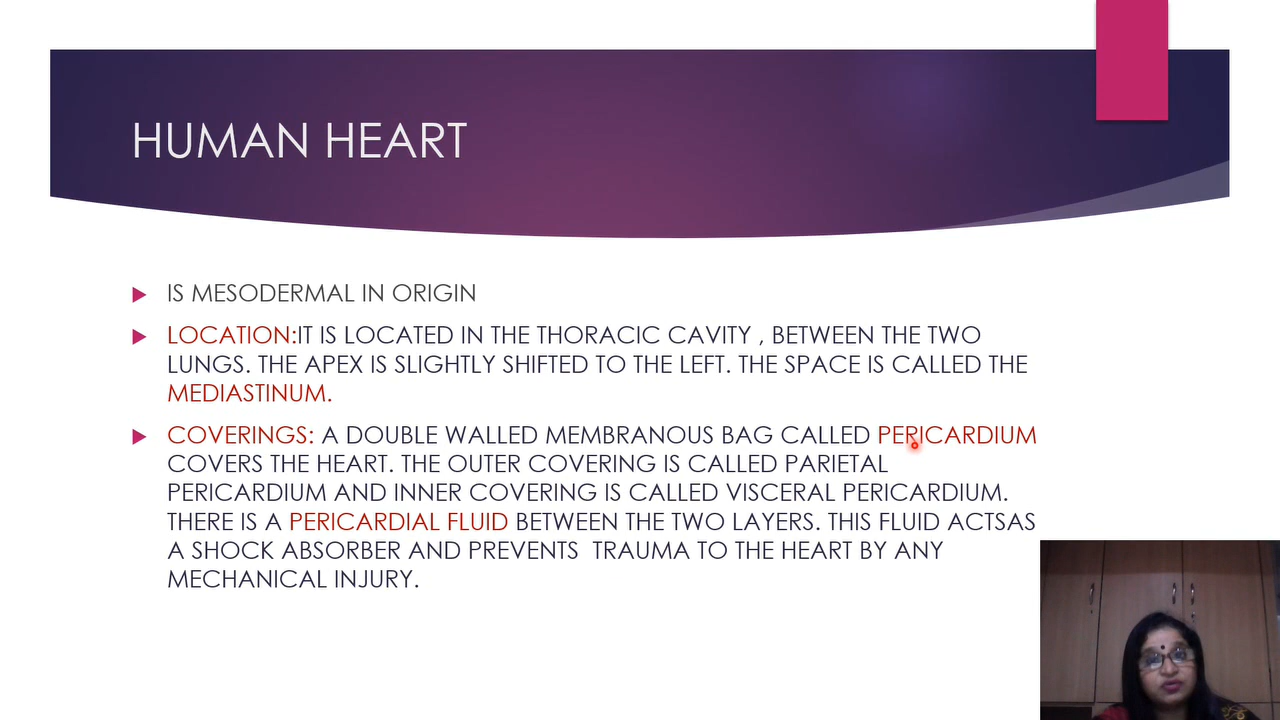 HUMAN HEART
IS MESODERMAL IN ORIGIN
LOCATION:IT IS LOCATED IN THE THORACIC CAVITY , BETWEEN THE TWO
LUNGS. THE APEX IS SLIGHTLY SHIFTED TO THE LEFT. THE SPACE IS CALLED THE
MEDIASTINUM.
COVERINGS: A DOUBLE WALLED MEMBRANOUS BAG CALLED PERICARDIUM
COVERS THE HEART. THE OUTER COVERING IS CALLED PARIETAL
PERICARDIUM AND INNER COVERING IS CALLED VISCERAL PERICARDIUM.
THERE IS A PERICARDIAL FLUID BETWEEN THE TWO LAYERS. THIS FLUID ACTSAS
A SHOCK ABSORBER AND PREVENTS  TRAUMA TO THE HEART BY ANY
MECHANICAL INJURY.